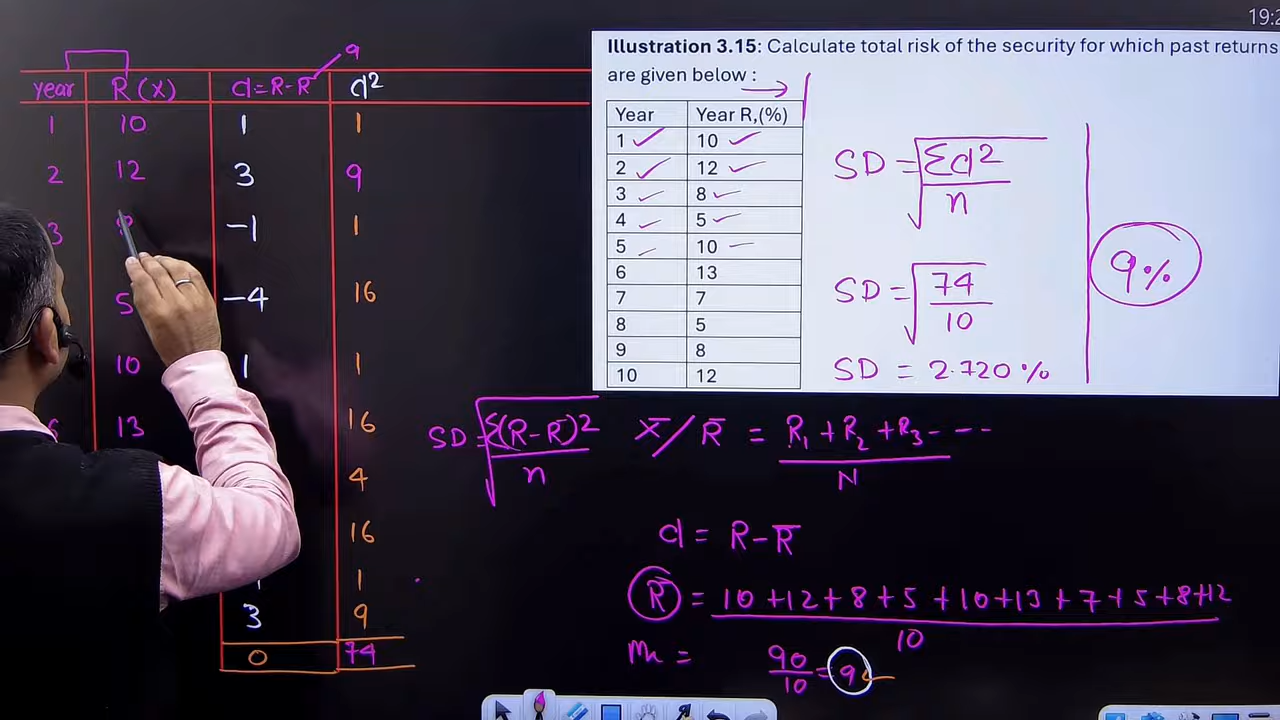 19:2
Illustration 3.15: Calculate total risk of the security for which past returns
are given below :
Year Year R,(%)
1 10
2 12
3 8
4 5
5 10
6 13
7 7
8 5
9 8
10 12
SD = √Σd²/n
SD = √74/10
SD = 2.720 %
9%
9
year R (X) d = R-R̅ d²
1 10 1 1
2 12 3 9
3 -1 1
5 -4 16
10 1 1
13 16
4
16
1
3 9
0 74
SD = √Σ(R-R̅)²/n
X̅/R̅ = R₁ + R₂ + R₃ - - - / N
d = R - R̅
R̅ = 10 + 12 + 8 + 5 + 10 + 13 + 7 + 5 + 8 + 12 / 10
= 90/10 = 9